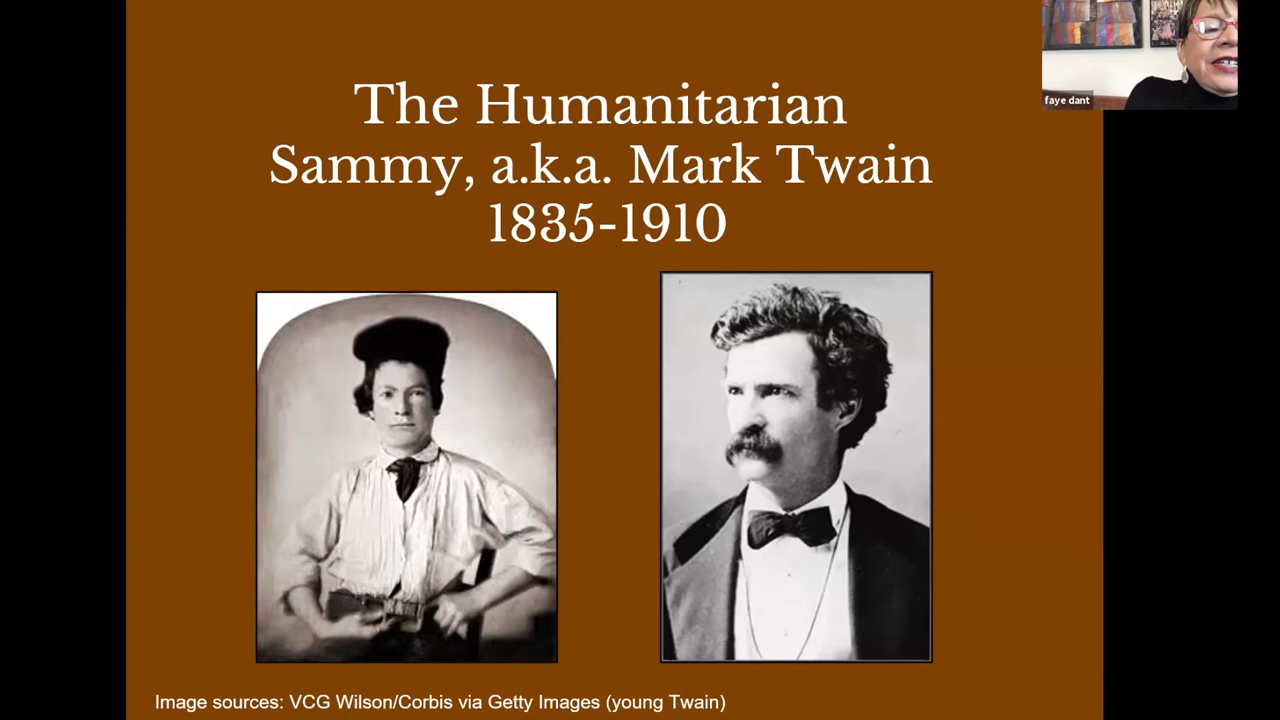 The Humanitarian
Sammy, a.k.a. Mark Twain
1835-1910
faye dant
Image sources: VCG Wilson/Corbis via Getty Images (young Twain)